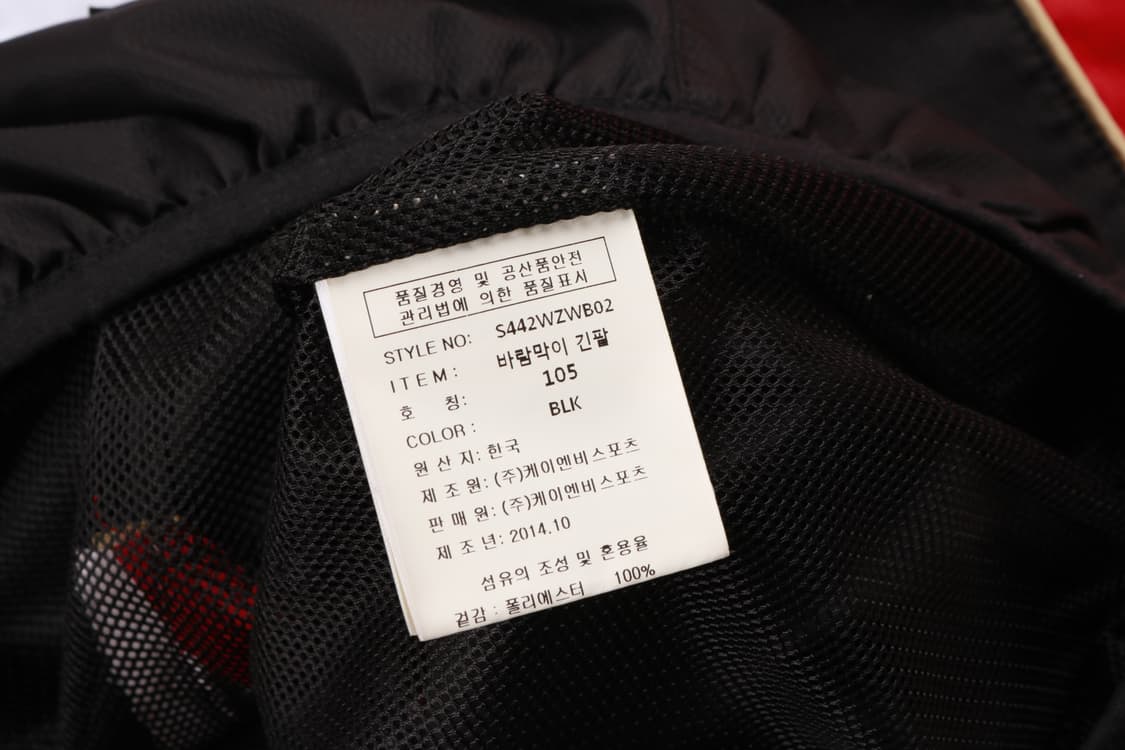 품질경영 및 공산품안전
관리법에 의한 품질표시
STYLE NO: S442WZWB02
ITEM: 바람막이 긴팔
호 칭: 105
COLOR: BLK
원 산 지: 한국
제 조 원: (주)케이엔비스포츠
판 매 원: (주)케이엔비스포츠
제 조 년: 2014.10
섬유의 조성 및 혼용율
겉감 : 폴리에스터 100%